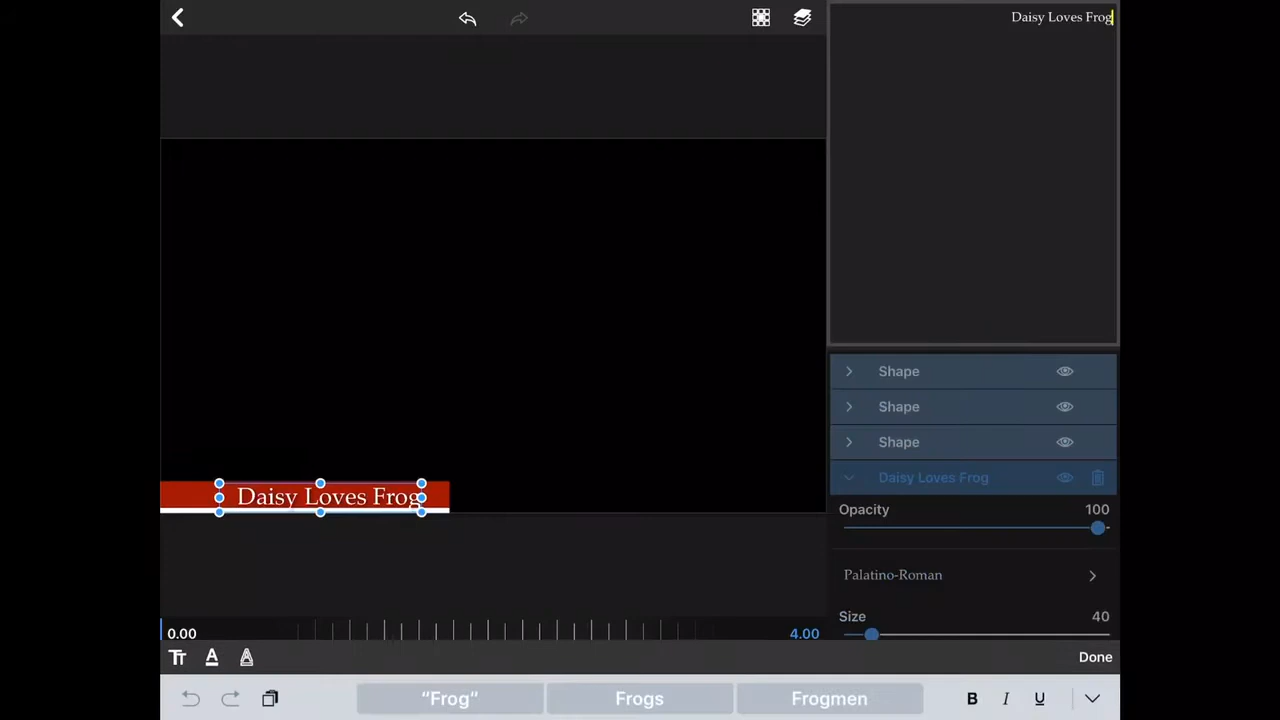 Daisy Loves Frog
Shape
Shape
Shape
Daisy Loves Frog
Opacity 100
Palatino-Roman
Size 40
Daisy Loves Frog
0.00 4.00
TT A A Done
“Frog“ Frogs Frogmen B I U